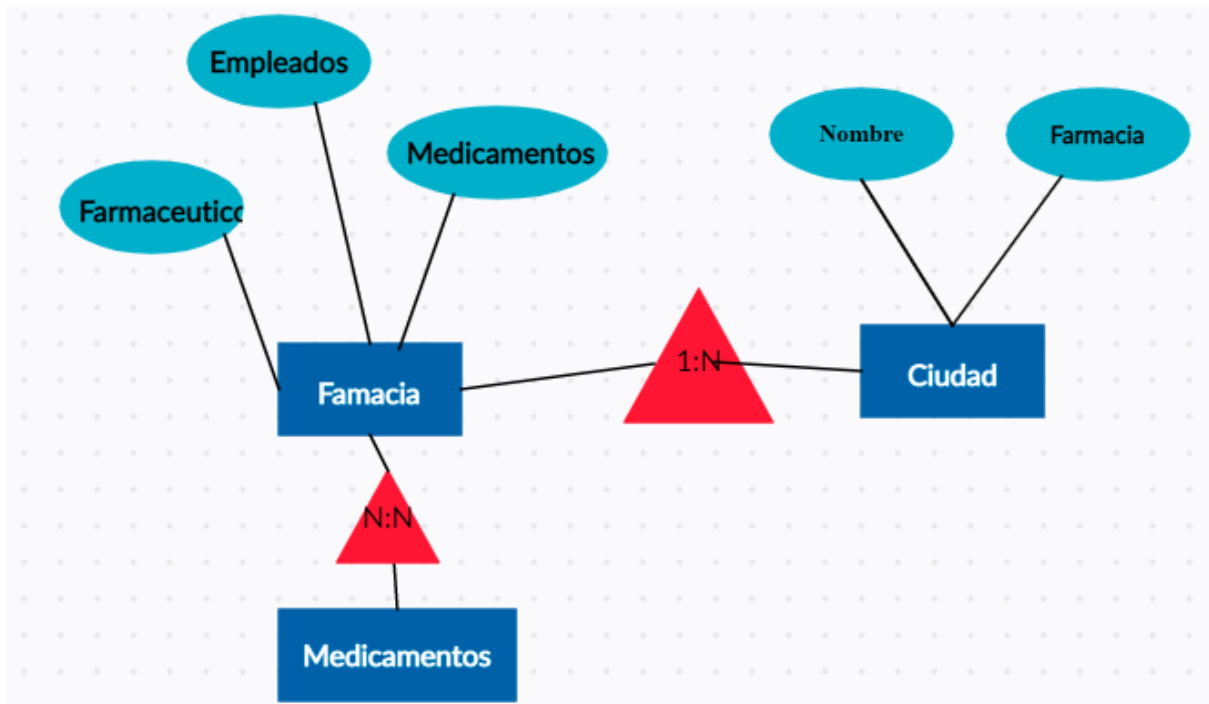 Empleados
Medicamentos
Farmaceutico
Nombre
Farmacia
Famacia
1:N
Ciudad
N:N
Medicamentos